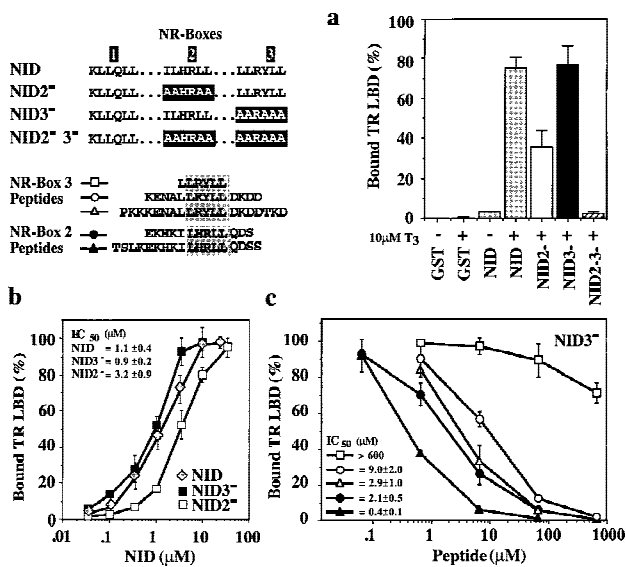 NR-Boxes
1 2 3
NID KLLQLL...ILHRLL...LLRYLL
NID2⁻ KLLQLL...AAHRAA...LLRYLL
NID3⁻ KLLQLL...ILHRLL...AARAAA
NID2⁻ 3⁻ KLLQLL...AAHRAA...AARAAA
NR-Box 3 LLRYLL
Peptides KENALLRYLLDKDD
PKKKENALLRYLLDKDDTKD
NR-Box 2 EKHKILHRLLQDS
Peptides TSLKEKHKILHRLLQDSS
a
Bound TR LBD (%)
100
80
60
40
20
0
10µM T3 - + - + + + +
GST GST NID NID NID2- NID3- NID2-3-
b
IC 50 (µM)
NID = 1.1±0.4
NID3⁻ = 0.9±0.2
NID2⁻ = 3.2±0.9
Bound TR LBD (%)
100
80
60
40
20
0
NID
NID3⁻
NID2⁻
.01 .1 1 10 100
NID (µM)
c
NID3⁻
Bound TR LBD (%)
100
80
60
40
20
0
IC 50 (µM)
> 600
= 9.0±2.0
= 2.9±1.0
= 2.1±0.5
= 0.4±0.1
.1 1 10 100 1000
Peptide (µM)